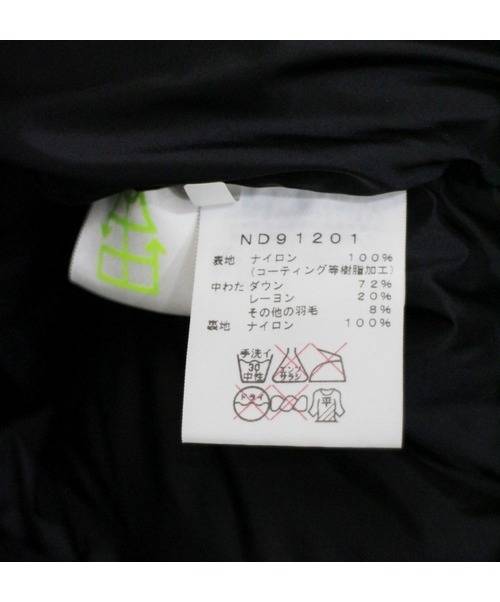 ND91201
表地 ナイロン 100%
(コーティング等樹脂加工)
中わた ダウン 72%
レーヨン 20%
その他の羽毛 8%
裏地 ナイロン 100%
手洗イ
30
中性
エンソ
サラシ
ドライ
平